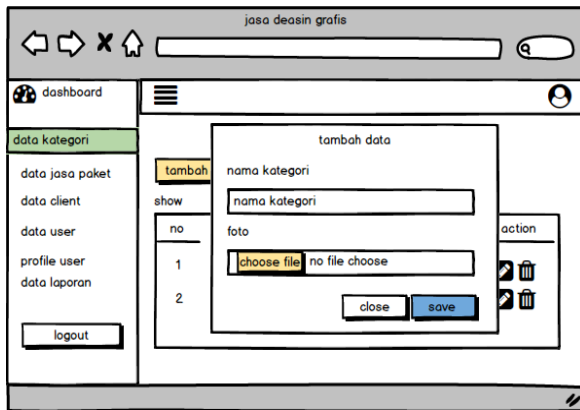 jasa deasin grafis
dashboard
data kategori
data jasa paket
data client
data user
profile user
data laporan
logout
tambah
show
no
action
1
2
tambah data
nama kategori
nama kategori
foto
choose file no file choose
close save